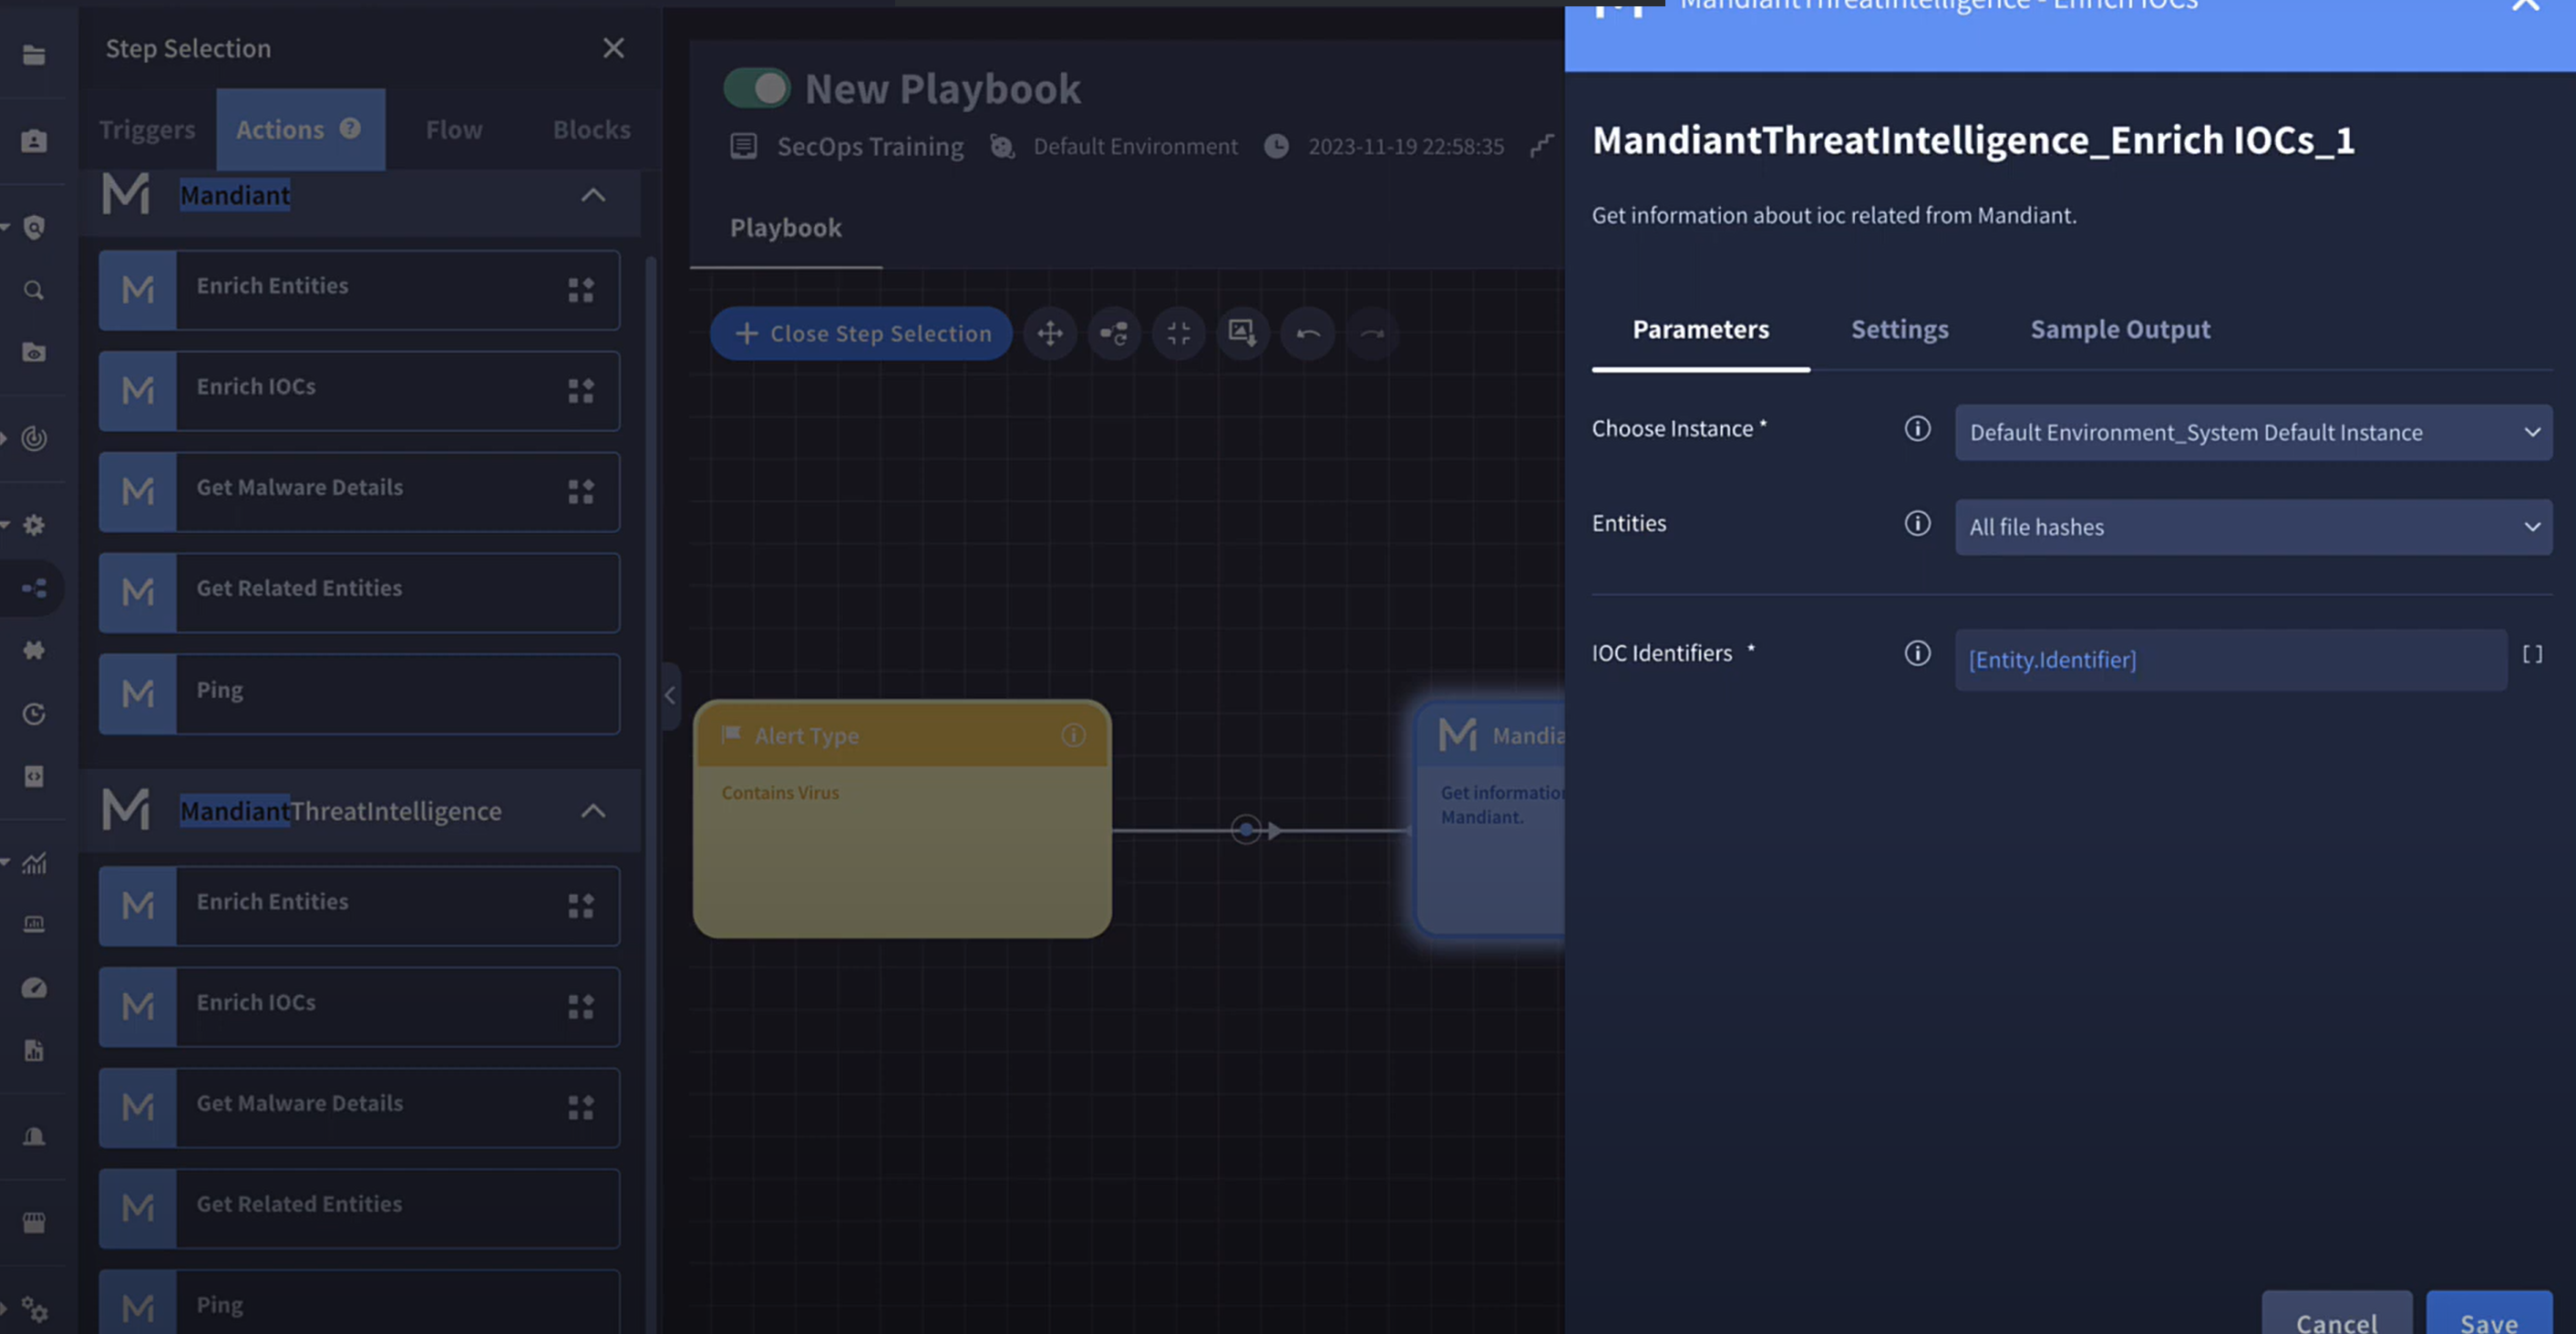 Step Selection
Triggers Actions Flow Blocks
Mandiant
Enrich Entities
Enrich IOCs
Get Malware Details
Get Related Entities
Ping
MandiantThreatIntelligence
Enrich Entities
Enrich IOCs
Get Malware Details
Get Related Entities
Ping
New Playbook
SecOps Training Default Environment 2023-11-19 22:58:35
Playbook
Close Step Selection
Alert Type
Contains Virus
Mandia
Get information
Mandiant.
MandiantThreatIntelligence - Enrich IOCs
MandiantThreatIntelligence_Enrich IOCs_1
Get information about ioc related from Mandiant.
Parameters Settings Sample Output
Choose Instance * Default Environment_System Default Instance
Entities All file hashes
IOC Identifiers * [Entity.Identifier]
Cancel Save